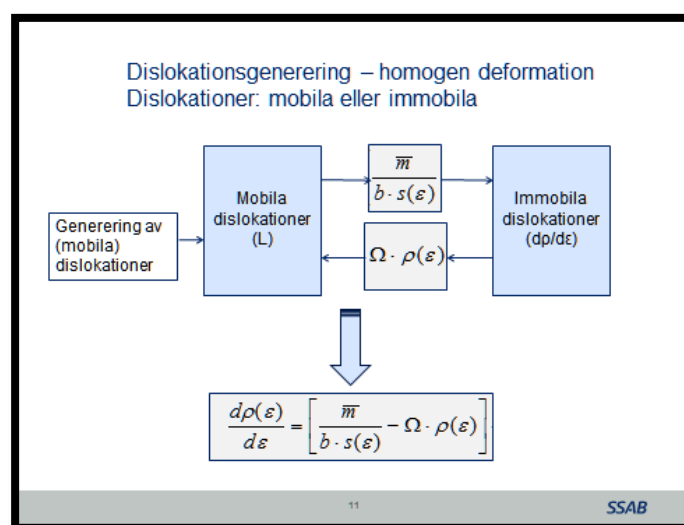 Dislokationsgenerering – homogen deformation
Dislokationer: mobila eller immobila
Generering av
(mobila)
dislokationer
Mobila
dislokationer
(L)
m̅ / b · s(ε)
Ω · ρ(ε)
Immobila
dislokationer
(dρ/dε)
dρ(ε)/dε = [m̅ / b · s(ε) − Ω · ρ(ε)]
11
SSAB